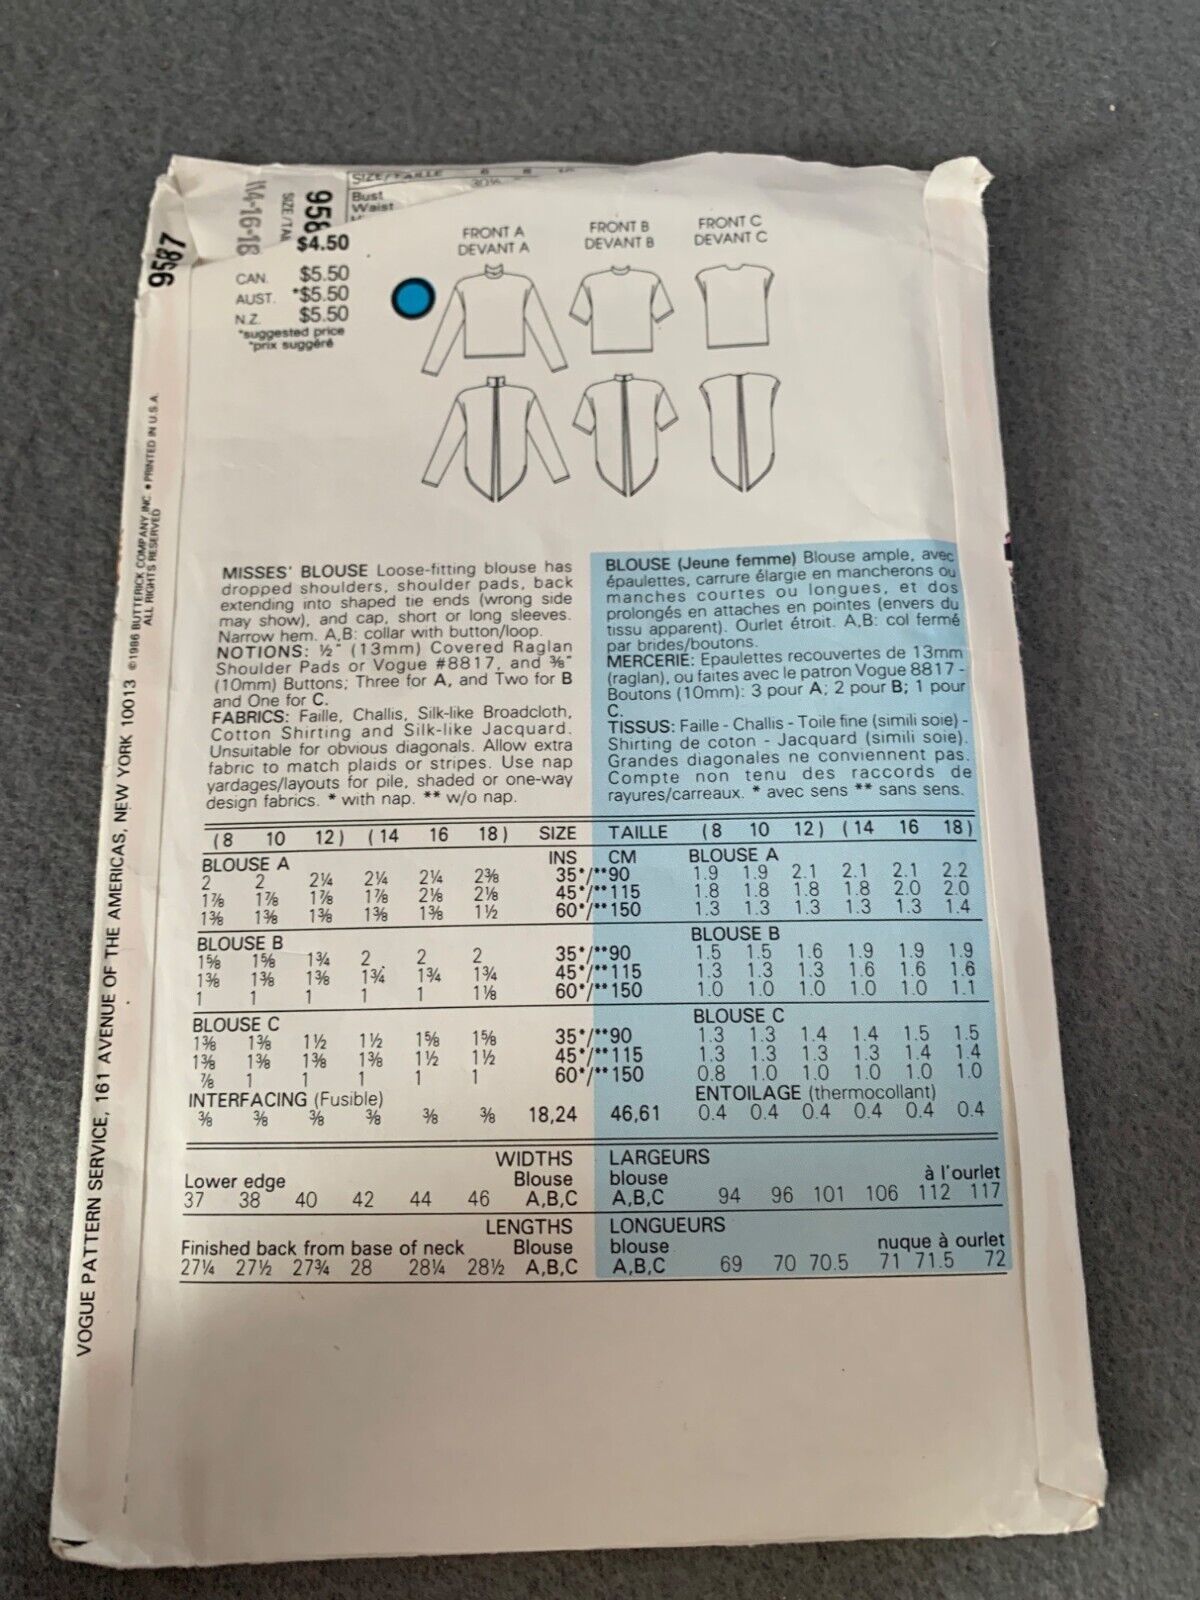 SIZE/TAILLE 6 8
Bust
Waist
14-16-18
SIZE/TAI
958
$4.50
9587
CAN. $5.50
AUST. *$5.50
N.Z. $5.50
*suggested price
*prix suggéré
FRONT A
DEVANT A
FRONT B
DEVANT B
FRONT C
DEVANT C
VOGUE PATTERN SERVICE, 161 AVENUE OF THE AMERICAS, NEW YORK 10013 ©1986 BUTTERICK COMPANY, INC. • PRINTED IN U.S.A.
ALL RIGHTS RESERVED
MISSES' BLOUSE Loose-fitting blouse has
dropped shoulders, shoulder pads, back
extending into shaped tie ends (wrong side
may show), and cap, short or long sleeves.
Narrow hem. A,B: collar with button/loop.
NOTIONS: ½" (13mm) Covered Raglan
Shoulder Pads or Vogue #8817, and ⅜"
(10mm) Buttons; Three for A, and Two for B
and One for C.
FABRICS: Faille, Challis, Silk-like Broadcloth,
Cotton Shirting and Silk-like Jacquard.
Unsuitable for obvious diagonals. Allow extra
fabric to match plaids or stripes. Use nap
yardages/layouts for pile, shaded or one-way
design fabrics. * with nap. ** w/o nap.
BLOUSE (Jeune femme) Blouse ample, avec
épaulettes, carrure élargie en mancherons ou
manches courtes ou longues, et dos
prolongés en attaches en pointes (envers du
tissu apparent). Ourlet étroit. A,B: col fermé
par brides/boutons.
MERCERIE: Epaulettes recouvertes de 13mm
(raglan), ou faites avec le patron Vogue 8817 -
Boutons (10mm): 3 pour A; 2 pour B; 1 pour
C.
TISSUS: Faille - Challis - Toile fine (simili soie) -
Shirting de coton - Jacquard (simili soie).
Grandes diagonales ne conviennent pas.
Compte non tenu des raccords de
rayures/carreaux. * avec sens ** sans sens.
(8 10 12) (14 16 18) SIZE TAILLE (8 10 12) (14 16 18)
BLOUSE A INS CM BLOUSE A
2 2 2¼ 2¼ 2¼ 2⅜ 35*/**90 1.9 1.9 2.1 2.1 2.1 2.2
1⅞ 1⅞ 1⅞ 1⅞ 2⅛ 2⅛ 45*/**115 1.8 1.8 1.8 1.8 2.0 2.0
1⅜ 1⅜ 1⅜ 1⅜ 1⅜ 1½ 60*/**150 1.3 1.3 1.3 1.3 1.3 1.4
BLOUSE B BLOUSE B
1⅝ 1⅝ 1¾ 2 2 2 35*/**90 1.5 1.5 1.6 1.9 1.9 1.9
1⅜ 1⅜ 1⅜ 1¾ 1¾ 1¾ 45*/**115 1.3 1.3 1.3 1.6 1.6 1.6
1 1 1 1 1 1⅛ 60*/**150 1.0 1.0 1.0 1.0 1.0 1.1
BLOUSE C BLOUSE C
1⅜ 1⅜ 1½ 1½ 1⅝ 1⅝ 35*/**90 1.3 1.3 1.4 1.4 1.5 1.5
1⅜ 1⅜ 1⅜ 1⅜ 1½ 1½ 45*/**115 1.3 1.3 1.3 1.3 1.4 1.4
⅞ 1 1 1 1 1 60*/**150 0.8 1.0 1.0 1.0 1.0 1.0
INTERFACING (Fusible) ENTOILAGE (thermocollant)
⅜ ⅜ ⅜ ⅜ ⅜ ⅜ 18,24 46,61 0.4 0.4 0.4 0.4 0.4 0.4
WIDTHS LARGEURS
Lower edge Blouse blouse à l'ourlet
37 38 40 42 44 46 A,B,C A,B,C 94 96 101 106 112 117
LENGTHS LONGUEURS
Finished back from base of neck Blouse blouse nuque à ourlet
27¼ 27½ 27¾ 28 28¼ 28½ A,B,C A,B,C 69 70 70.5 71 71.5 72